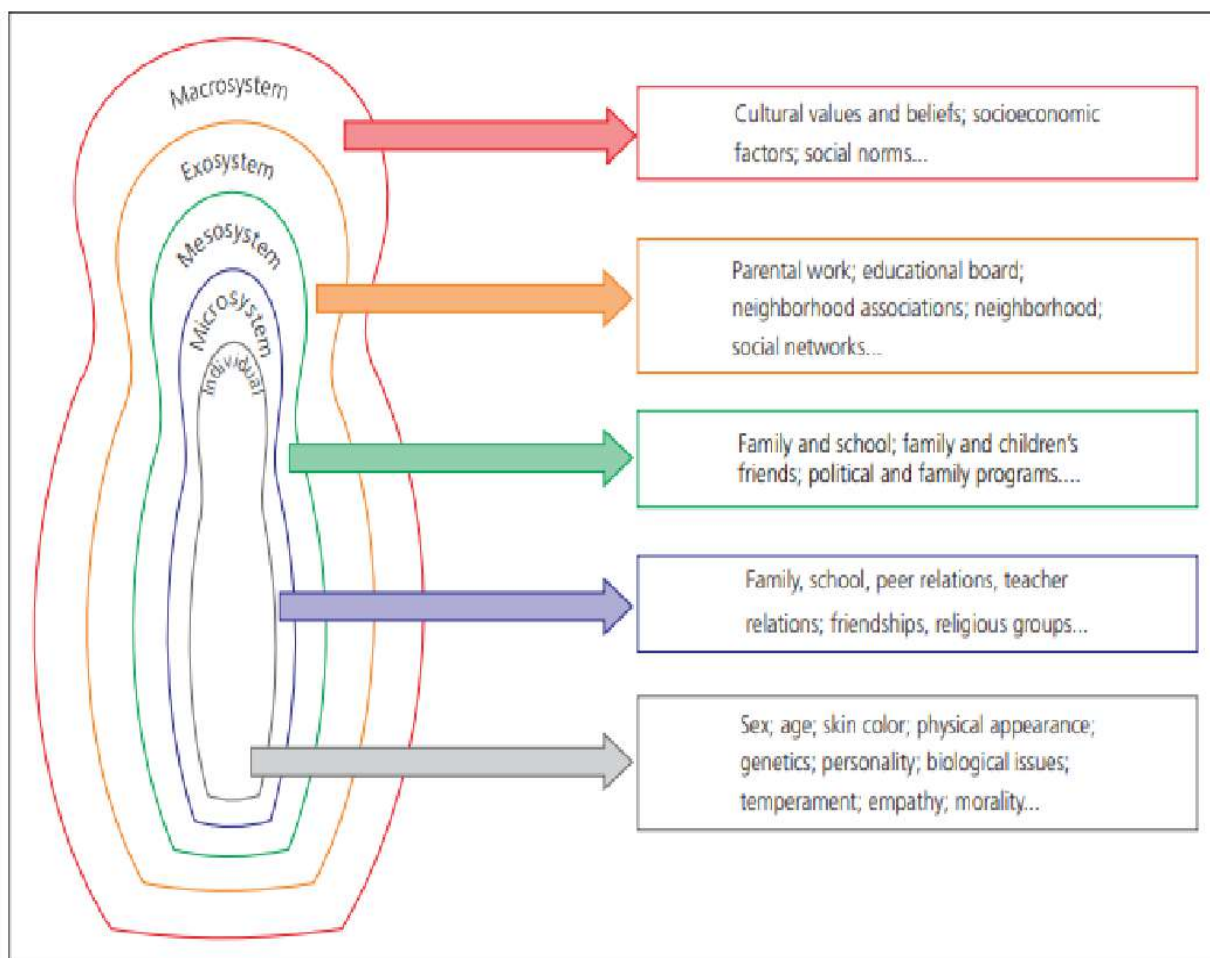 Macrosystem
Exosystem
Mesosystem
Microsystem
Individual
Cultural values and beliefs; socioeconomic
factors; social norms...
Parental work; educational board;
neighborhood associations; neighborhood;
social networks...
Family and school; family and children's
friends; political and family programs....
Family, school, peer relations, teacher
relations; friendships, religious groups...
Sex; age; skin color; physical appearance;
genetics; personality; biological issues;
temperament; empathy; morality...